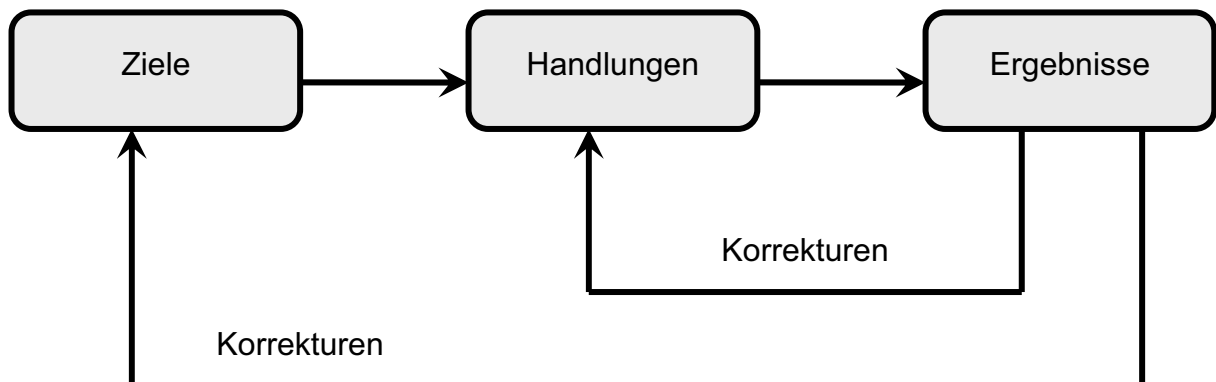 Ziele
Handlungen
Ergebnisse
Korrekturen
Korrekturen